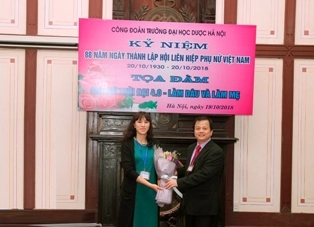 CÔNG ĐOÀN TRƯỜNG ĐẠI HỌC DƯỢC HÀ NỘI
KỶ NIỆM
88 NĂM NGÀY THÀNH LẬP HỘI LIÊN HIỆP PHỤ NỮ VIỆT NAM
20/10/1930 - 20/10/2018
TỌA ĐÀM
ĐẠI 4.0 - LÀM DÂU VÀ LÀM MẸ
Hà Nội, ngày 19/10/2018